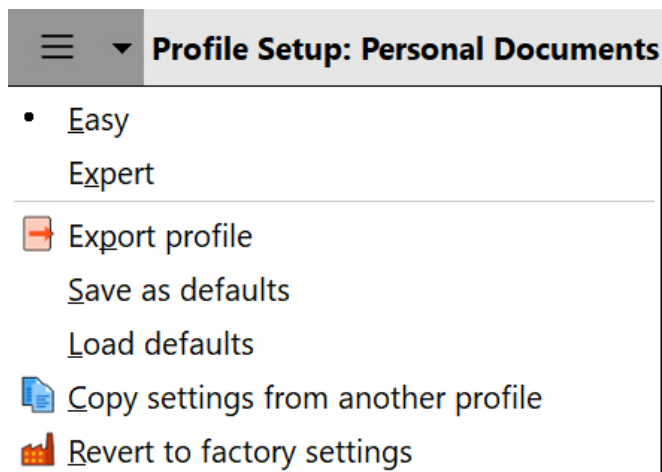 Profile Setup: Personal Documents
Easy
Expert
Export profile
Save as defaults
Load defaults
Copy settings from another profile
Revert to factory settings